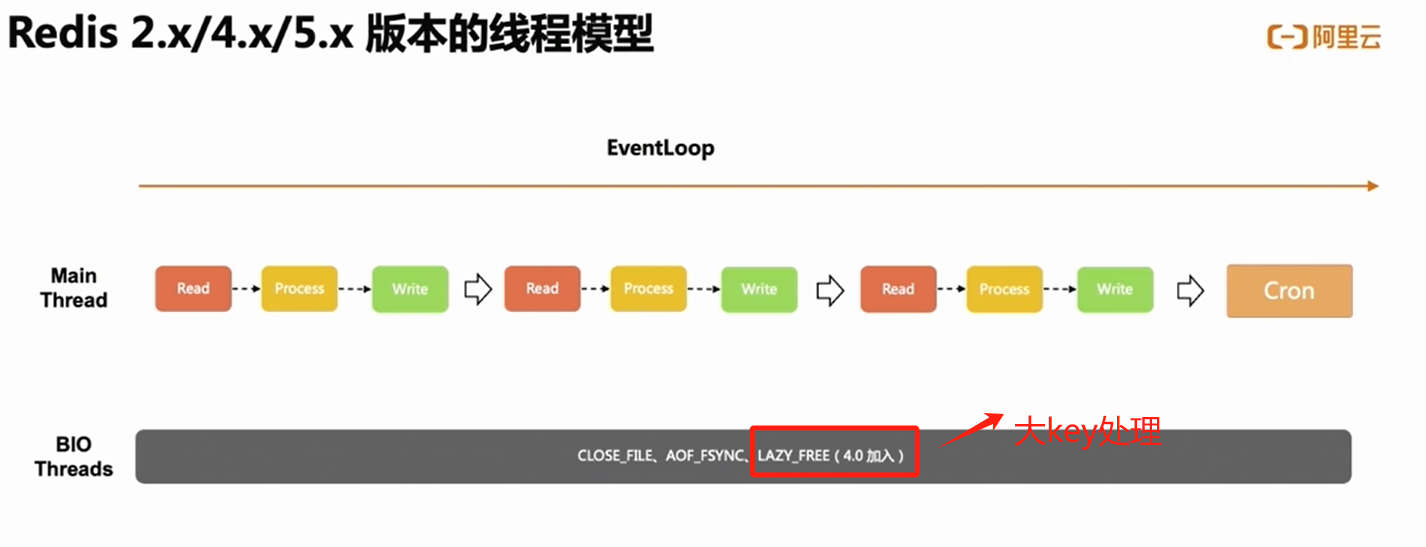 Redis 2.x/4.x/5.x 版本的线程模型
阿里云
EventLoop
Main
Thread
Read
Process
Write
Read
Process
Write
Read
Process
Write
Cron
大key处理
BIO
Threads
CLOSE_FILE、AOF_FSYNC、LAZY_FREE（4.0 加入）